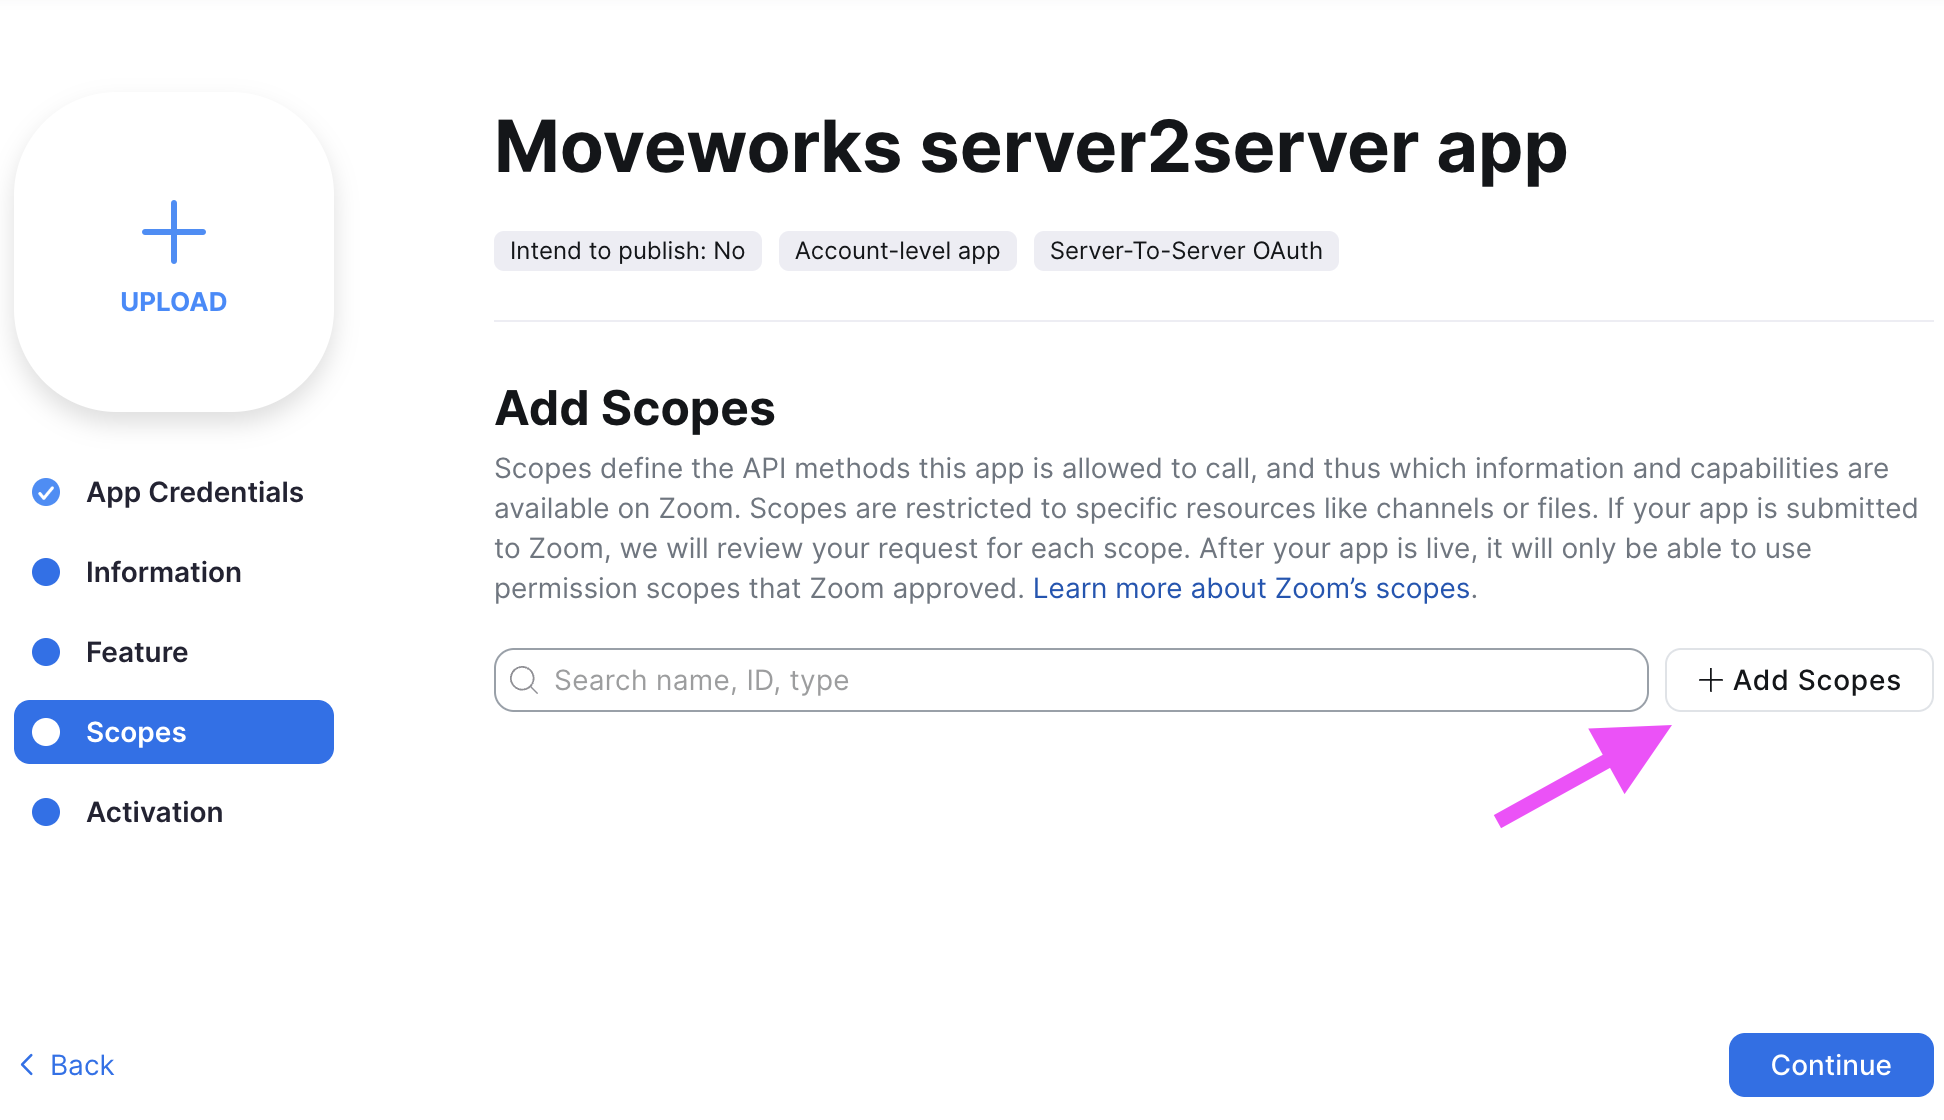 UPLOAD
App Credentials
Information
Feature
Scopes
Activation
Back
Moveworks server2server app
Intend to publish: No
Account-level app
Server-To-Server OAuth
Add Scopes
Scopes define the API methods this app is allowed to call, and thus which information and capabilities are
available on Zoom. Scopes are restricted to specific resources like channels or files. If your app is submitted
to Zoom, we will review your request for each scope. After your app is live, it will only be able to use
permission scopes that Zoom approved. Learn more about Zoom’s scopes.
Search name, ID, type
+ Add Scopes
Continue